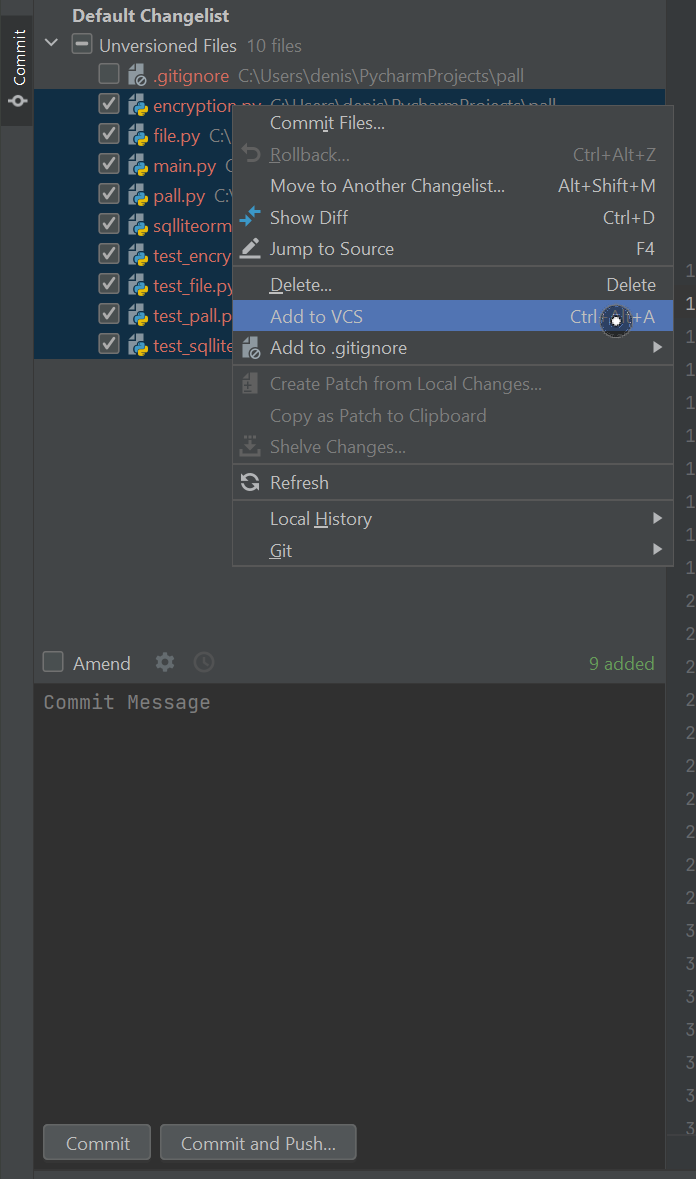 Commit
Default Changelist
Unversioned Files 10 files
.gitignore C:\Users\denis\PycharmProjects\pall
encryption.py C:\Users\denis\PycharmProjects\pall
file.py C:\
main.py
pall.py C:\
sqlliteorm
test_encry
test_file.py
test_pall.p
test_sqllite
Commit Files...
Rollback... Ctrl+Alt+Z
Move to Another Changelist... Alt+Shift+M
Show Diff Ctrl+D
Jump to Source F4
Delete... Delete
Add to VCS Ctrl+Alt+A
Add to .gitignore
Create Patch from Local Changes...
Copy as Patch to Clipboard
Shelve Changes...
Refresh
Local History
Git
Amend 9 added
Commit Message
Commit Commit and Push...
1
1
1
1
1
1
1
1
1
1
2
2
2
2
2
2
2
2
2
2
3
3
3
3
3
3
3